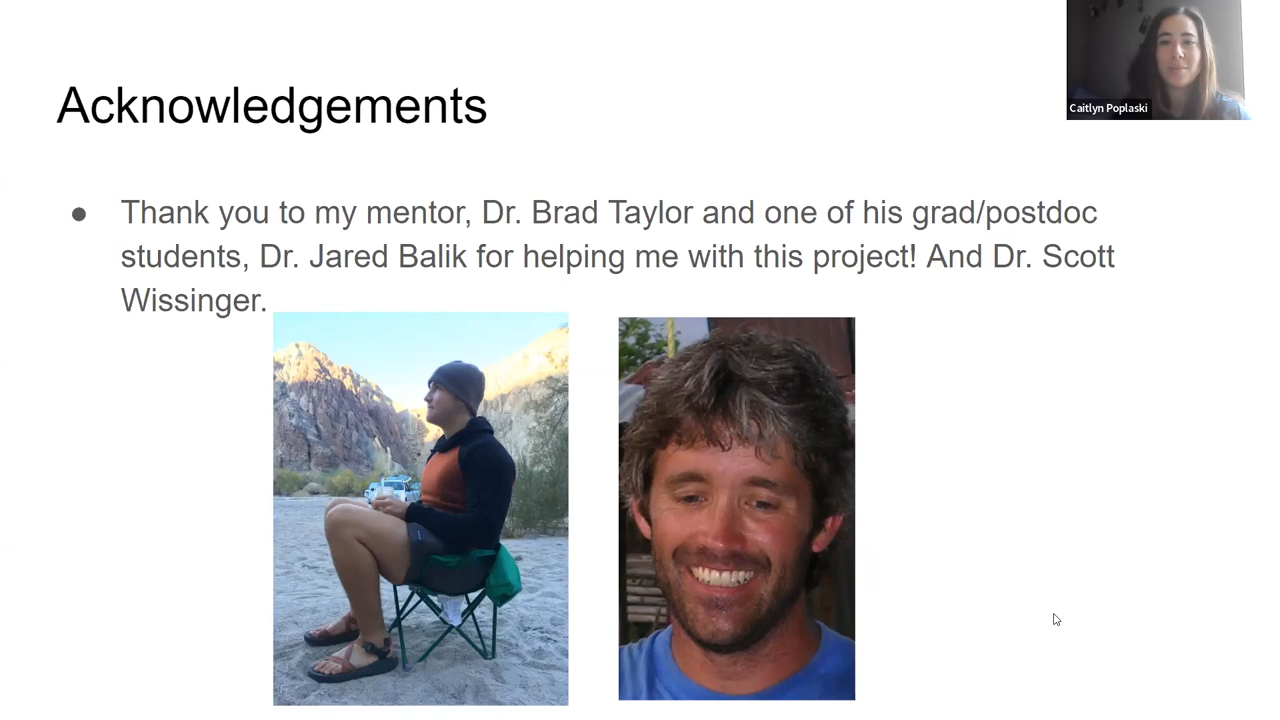 Acknowledgements
Caitlyn Poplaski
● Thank you to my mentor, Dr. Brad Taylor and one of his grad/postdoc
students, Dr. Jared Balik for helping me with this project! And Dr. Scott
Wissinger.